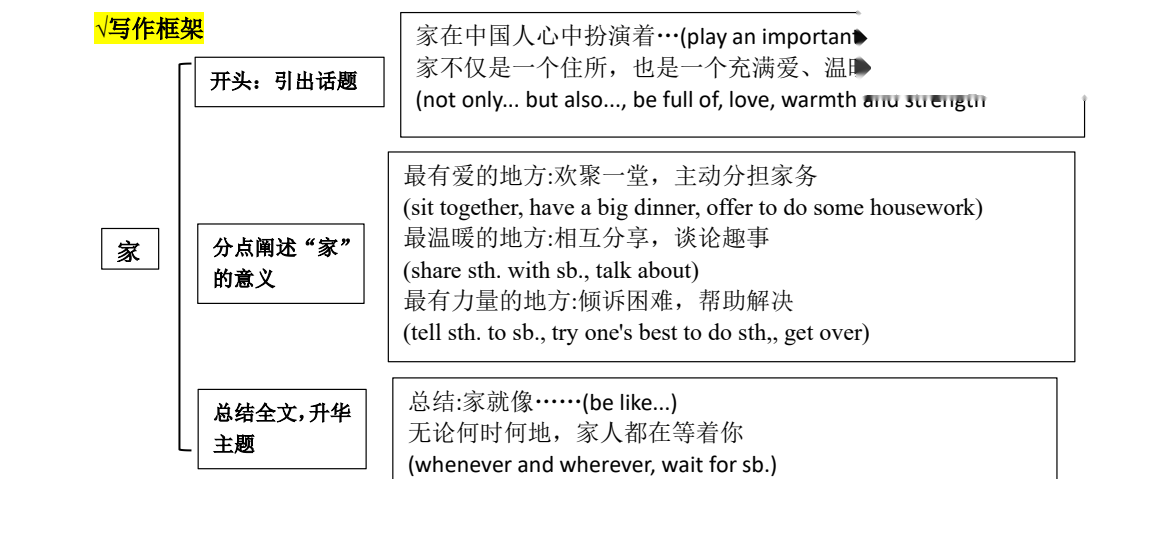 √写作框架
家在中国人心中扮演着…(play an important
开头：引出话题
家不仅是一个住所，也是一个充满爱、温
(not only... but also..., be full of, love, warmth and strength
最有爱的地方:欢聚一堂，主动分担家务
(sit together, have a big dinner, offer to do some housework)
最温暖的地方:相互分享，谈论趣事
(share sth. with sb., talk about)
最有力量的地方:倾诉困难，帮助解决
(tell sth. to sb., try one's best to do sth,, get over)
家
分点阐述“家”
的意义
总结全文，升华
主题
总结:家就像……(be like...)
无论何时何地，家人都在等着你
(whenever and wherever, wait for sb.)